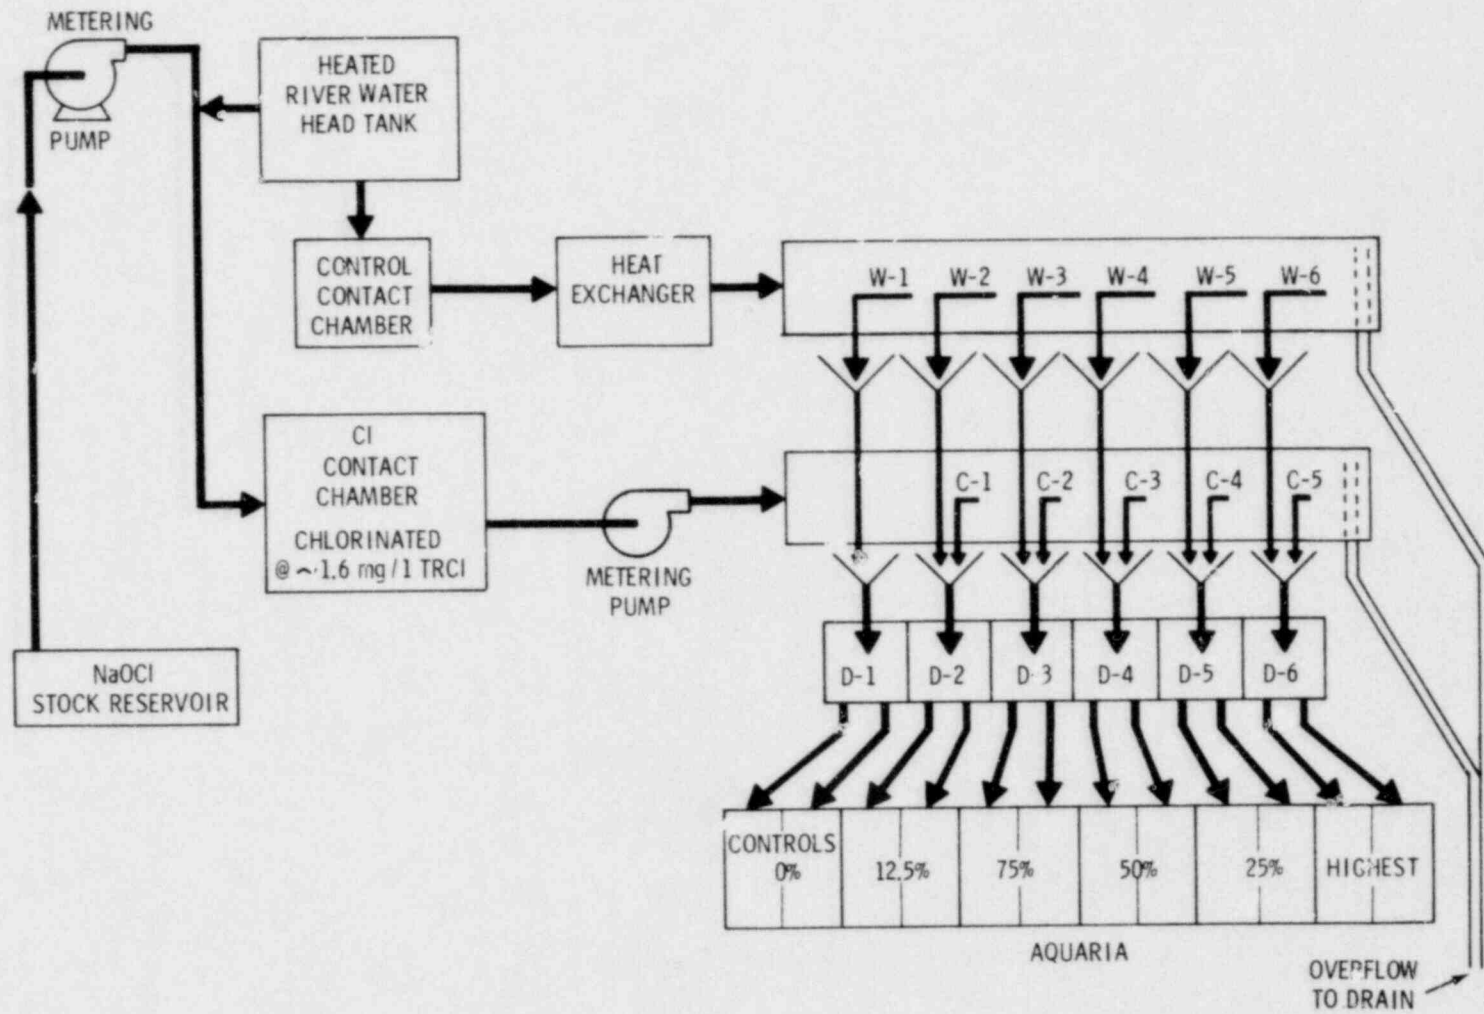 METERING
PUMP
HEATED
RIVER WATER
HEAD TANK
CONTROL
CONTACT
CHAMBER
HEAT
EXCHANGER
W-1 W-2 W-3 W-4 W-5 W-6
Cl
CONTACT
CHAMBER
CHLORINATED
@ ~1.6 mg/l TRCl
METERING
PUMP
C-1 C-2 C-3 C-4 C-5
NaOCl
STOCK RESERVOIR
D-1 D-2 D-3 D-4 D-5 D-6
CONTROLS
0% 12.5% 75% 50% 25% HIGHEST
AQUARIA
OVERFLOW
TO DRAIN